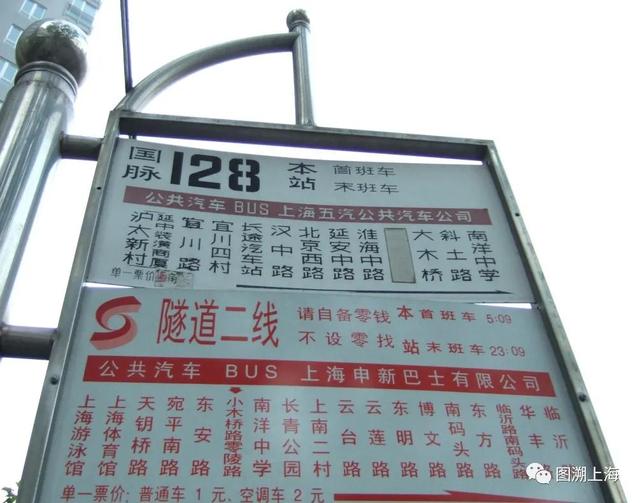 国脉 128 本站 首班车
末班车
公共汽车 BUS 上海五汽公共汽车公司
沪太新村
延中装潢商厦
宜川路
宜川四村
长途汽车站
汉中路
北京西路
延安中路
淮海中路
大木桥
斜土路
南洋中学
单一票价
隧道二线 请自备零钱 不设零找 本站 首班车 5:09
末班车 23:09
公共汽车 BUS 上海申新巴士有限公司
上海游泳馆
上海体育馆
天钥桥路
宛平南路
东安路
小木桥路零陵路
南洋中学
长青公园
上南二村
云台路
云莲路
东明路
博文路
南码头路
东方路
临沂路南码头路
华丰路
临沂路
单一票价: 普通车 1 元, 空调车 2 元
图溯上海